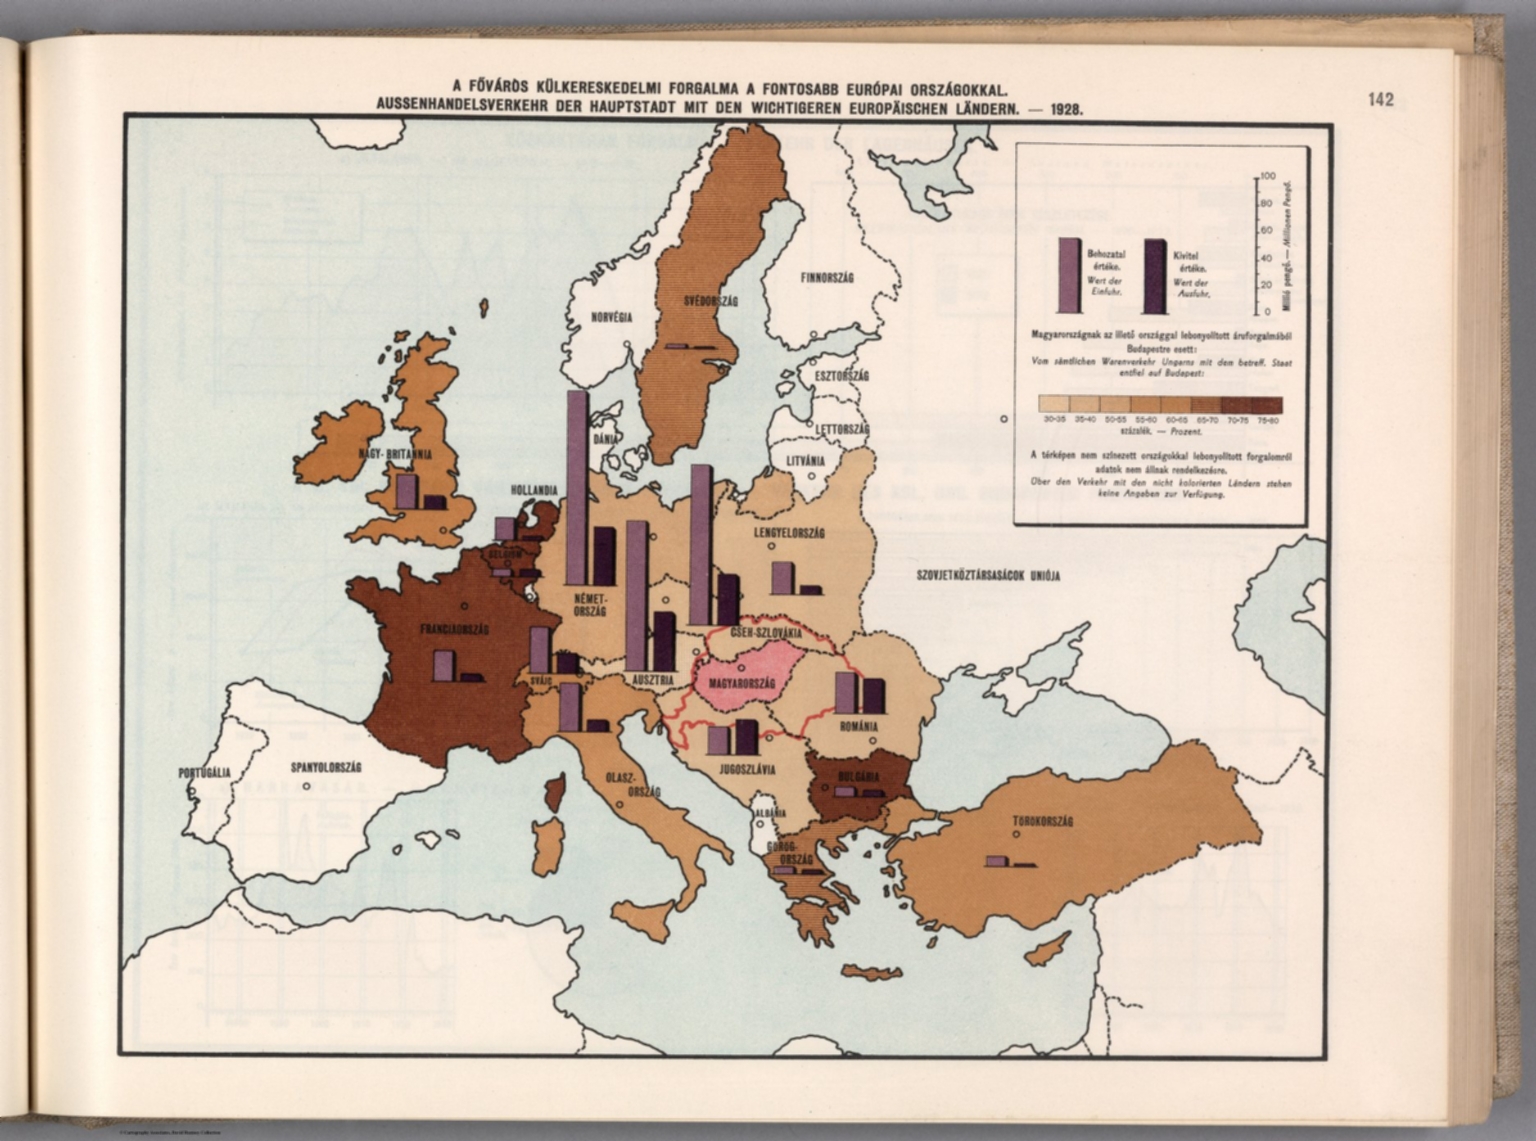 142
A FŐVÁROS KÜLKERESKEDELMI FORGALMA A FONTOSABB EURÓPAI ORSZÁGOKKAL.
AUSSENHANDELSVERKEHR DER HAUPTSTADT MIT DEN WICHTIGEREN EUROPÄISCHEN LÄNDERN. — 1928.
100
80
60
40
20
0
Millió pengő. — Millionen Pengő.
Behozatal
értéke.
Wert der
Einfuhr.
Kivitel
értéke.
Wert der
Ausfuhr.
Magyarországnak az illető országgal lebonyolított áruforgalmából
Budapestre esett:
Vom sämtlichen Warenverkehr Ungarns mit dem betreff. Staat
entfiel auf Budapest:
30-35 35-40 50-55 55-60 60-65 65-70 70-75 75-80
százalék. — Prozent.
A térképen nem szinezett országokkal lebonyolított forgalomról
adatok nem állnak rendelkezésre.
Über den Verkehr mit den nicht kolorierten Ländern stehen
keine Angaben zur Verfügung.
FINNORSZÁG
SVÉDORSZÁG
NORVÉGIA
ESZTORSZÁG
LETTORSZÁG
DÁNIA
NAGY-BRITANNIA
LITVÁNIA
HOLLANDIA
LENGYELORSZÁG
BELGIUM
SZOVJETKÖZTÁRSASÁCOK UNIÓJA
NÉMET-
ORSZÁG
FRANCIAORSZÁG
CSEH-SZLOVÁKIA
SVÁJC
AUSZTRIA
MAGYARORSZÁG
ROMÁNIA
PORTUGÁLIA
SPANYOLORSZÁG
JUGOSZLÁVIA
OLASZ-
ORSZÁG
BULGÁRIA
ALBÁNIA
TÖRÖKORSZÁG
GÖRÖG-
ORSZÁG